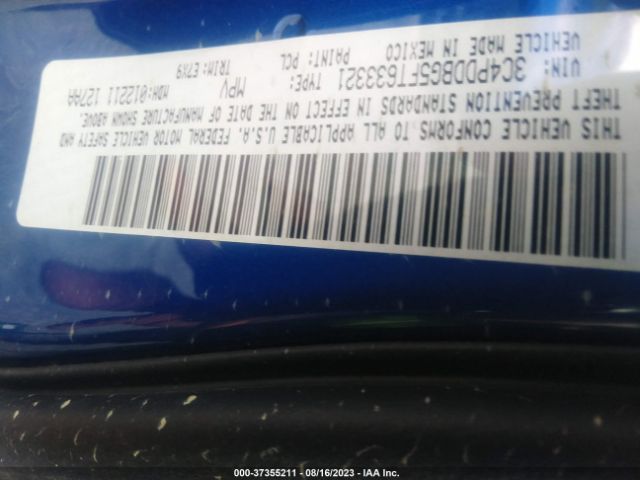 THIS VEHICLE CONFORMS TO ALL APPLICABLE U.S.A. FEDERAL MOTOR VEHICLE SAFETY AND
THEFT PREVENTION STANDARDS IN EFFECT ON THE DATE OF MANUFACTURE SHOWN ABOVE.
VIN: 3C4PDDBG5FT633321 TYPE: MPV MDH:012211 127AA
VEHICLE MADE IN MEXICO PAINT: PCL TRIM:E7X9
000-37355211 - 08/16/2023 - IAA Inc.